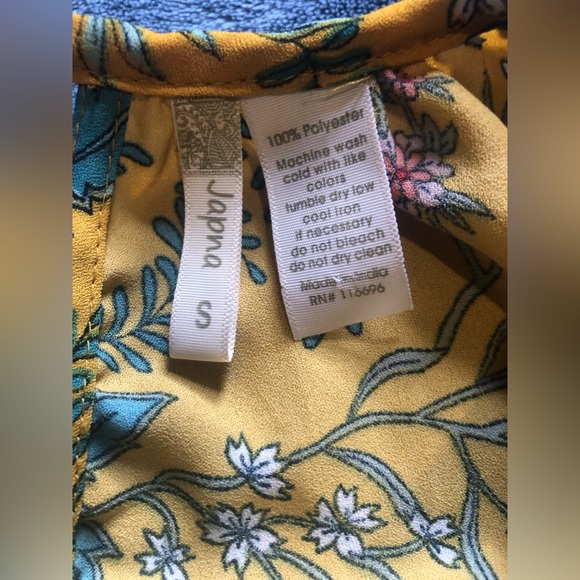 Japna S
100% Polyester
Machine wash
cold with like
colors
tumble dry low
cool iron
if necessary
do not bleach
do not dry clean
Made in India
RN# 116696